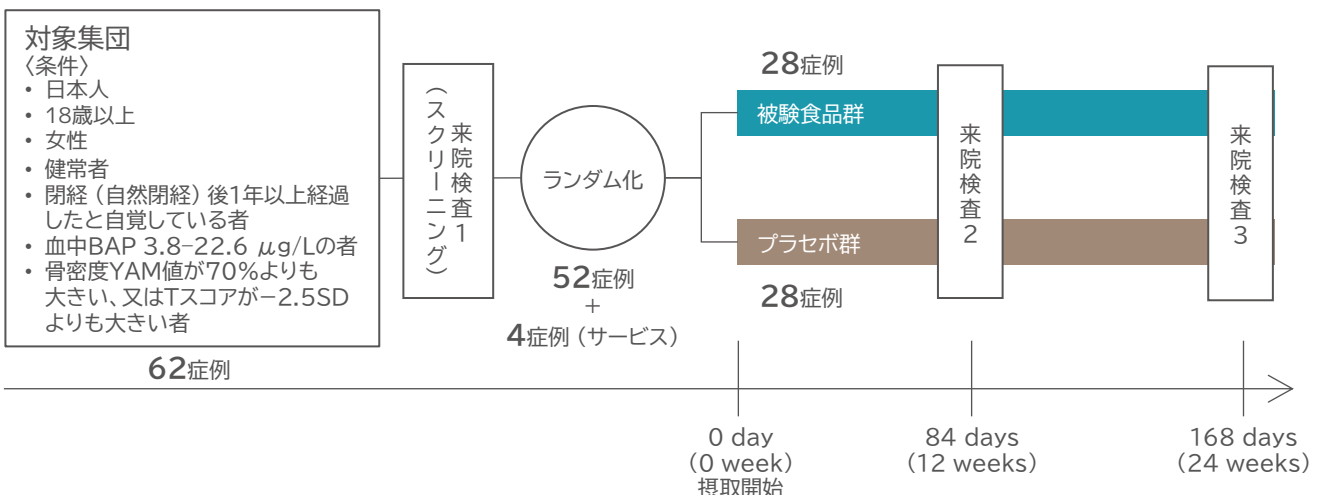 対象集団
〈条件〉
• 日本人
• 18歳以上
• 女性
• 健常者
• 閉経（自然閉経）後1年以上経過
したと自覚している者
• 血中BAP 3.8–22.6 μg/Lの者
• 骨密度YAM値が70%よりも
大きい、又はTスコアが−2.5SD
よりも大きい者
62症例
来院検査1
（スクリーニング）
ランダム化
52症例
+
4症例（サービス）
28症例
被験食品群
プラセボ群
28症例
来院検査2
来院検査3
0 day
(0 week)
摂取開始
84 days
(12 weeks)
168 days
(24 weeks)